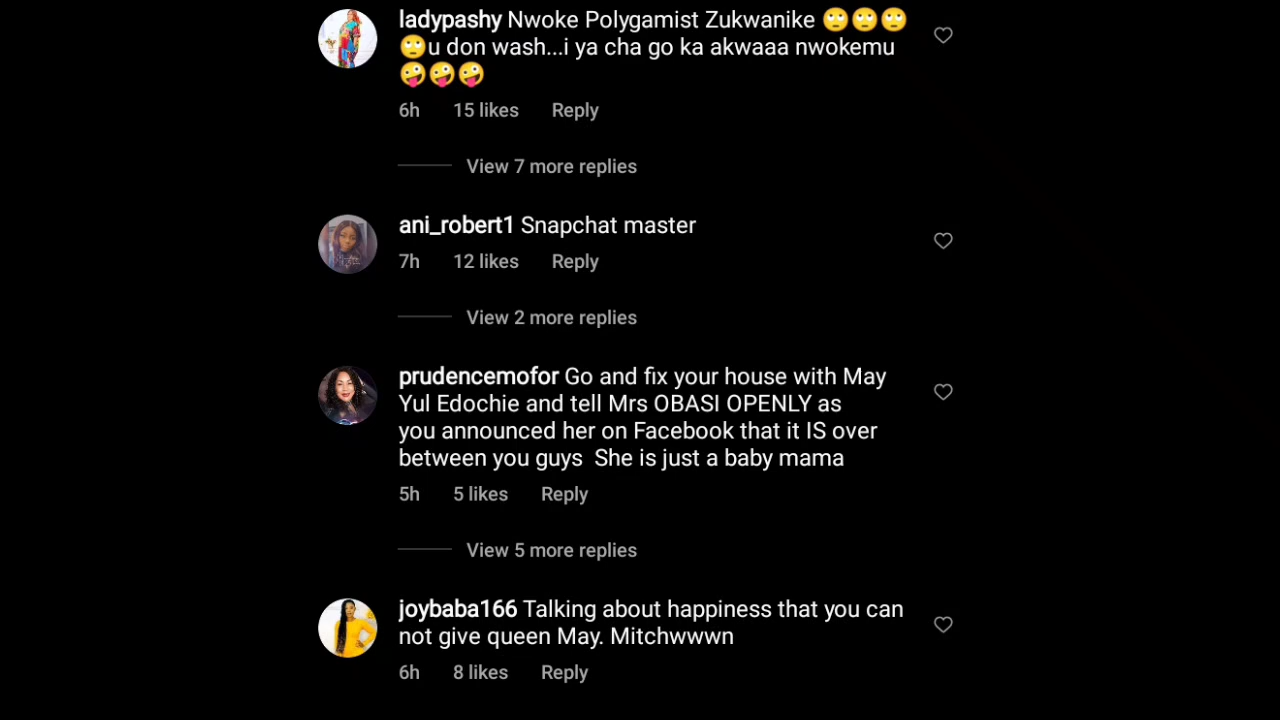 ladypashy Nwoke Polygamist Zukwanike 🙄🙄🙄
🙄u don wash...i ya cha go ka akwaaa nwokemu
🤪🤪🤪
6h 15 likes Reply
View 7 more replies
ani_robert1 Snapchat master
7h 12 likes Reply
View 2 more replies
prudencemofor Go and fix your house with May
Yul Edochie and tell Mrs OBASI OPENLY as
you announced her on Facebook that it IS over
between you guys She is just a baby mama
5h 5 likes Reply
View 5 more replies
joybaba166 Talking about happiness that you can
not give queen May. Mitchwwwn
6h 8 likes Reply